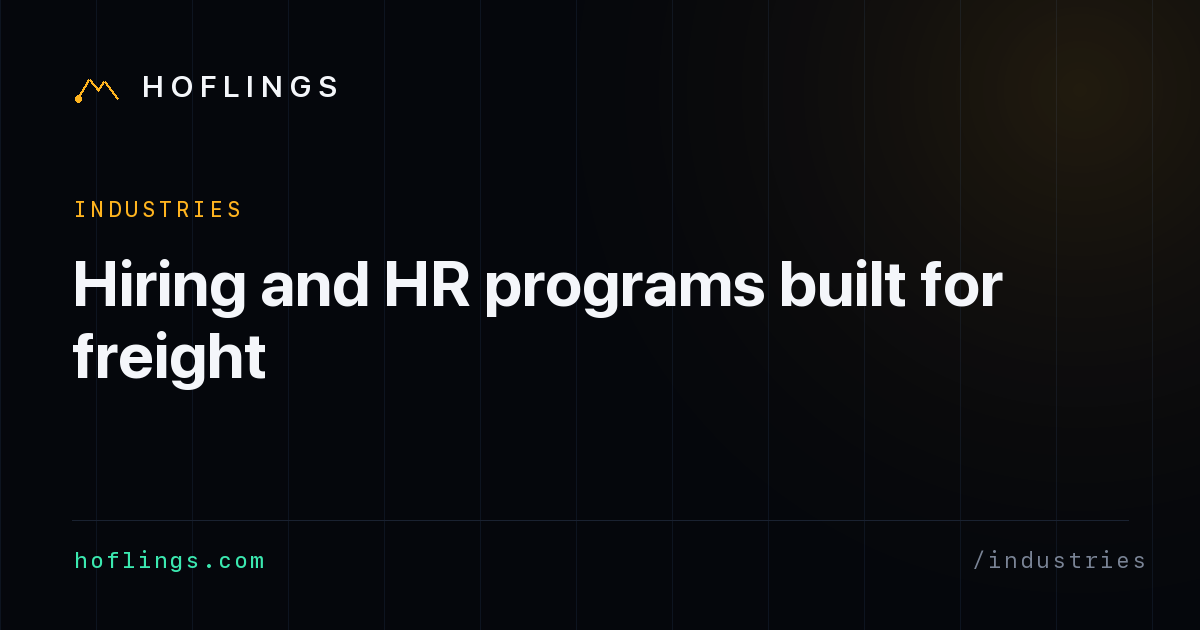 HOFLINGS
INDUSTRIES
Hiring and HR programs built for
freight
hoflings.com
/industries